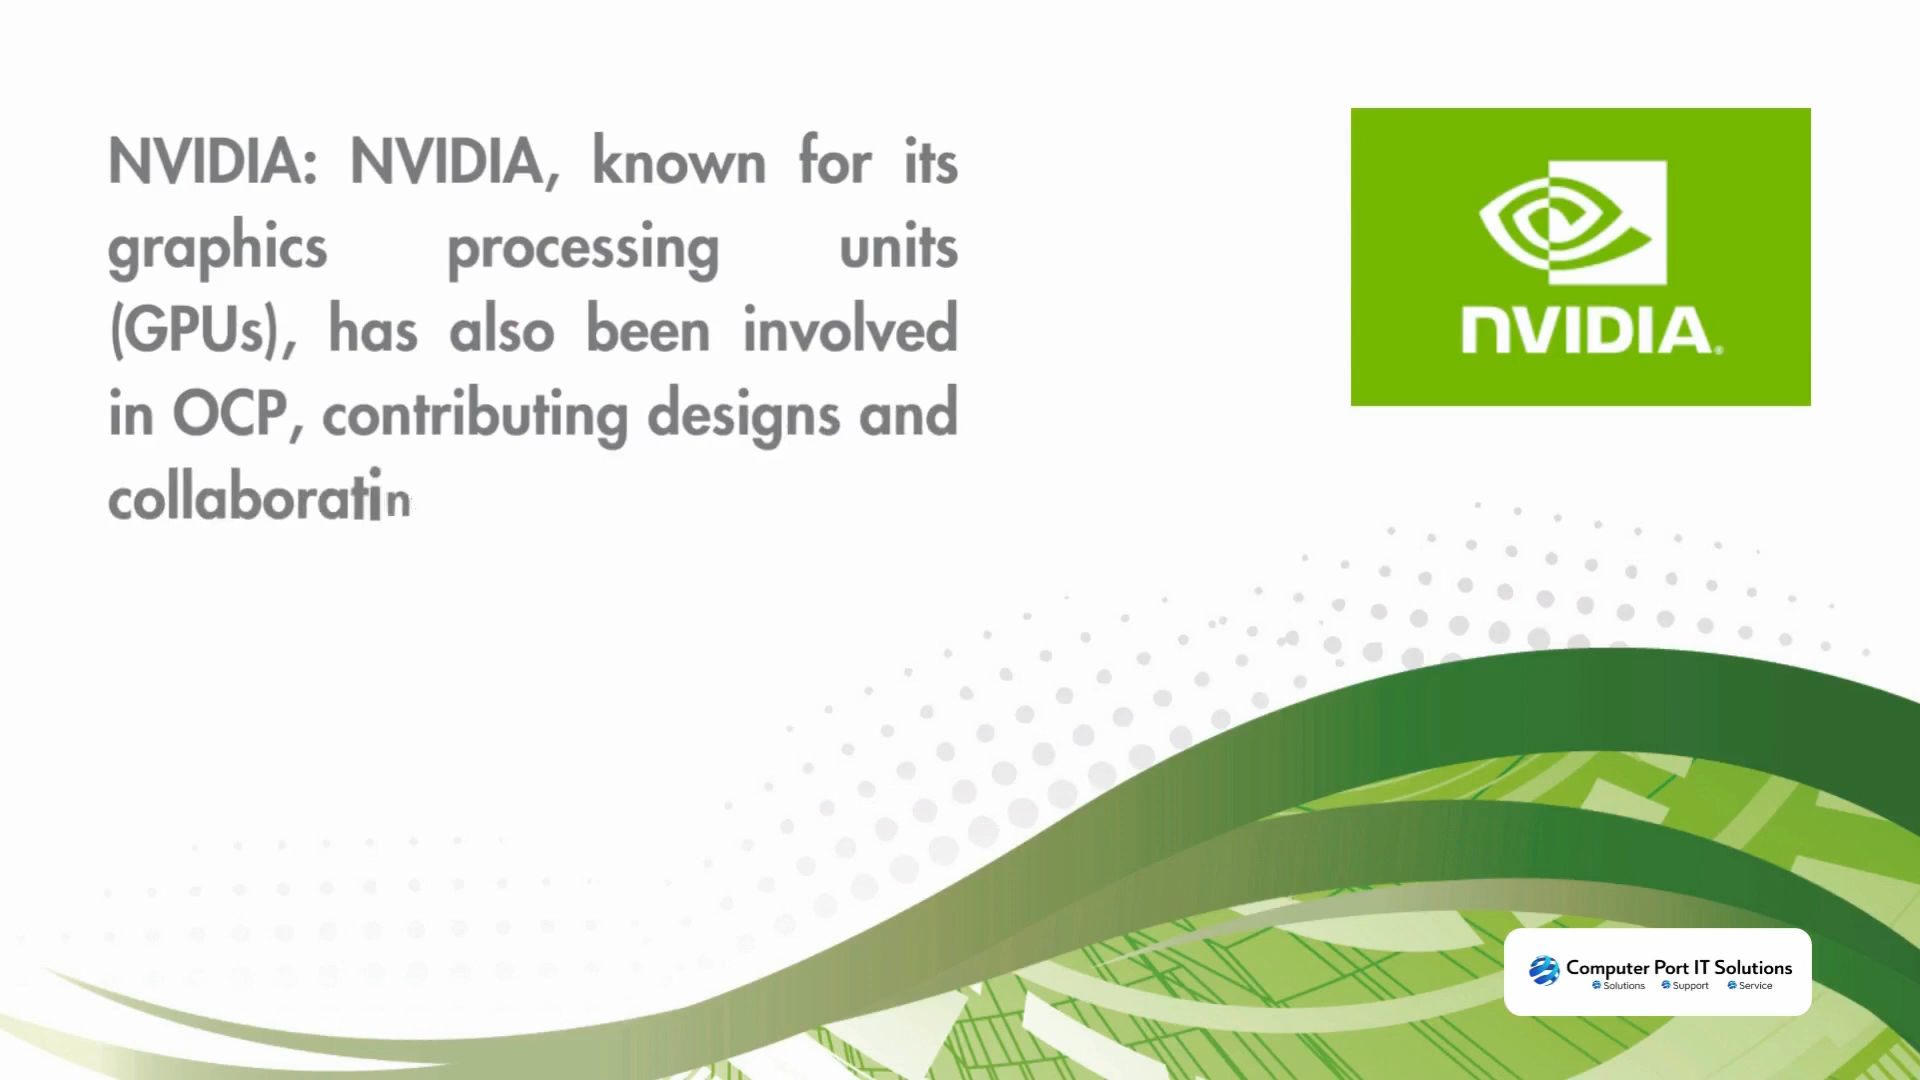 NVIDIA: NVIDIA, known for its
graphics processing units
(GPUs), has also been involved
in OCP, contributing designs and
collaboratin
NVIDIA®
Computer Port IT Solutions
Solutions Support Service